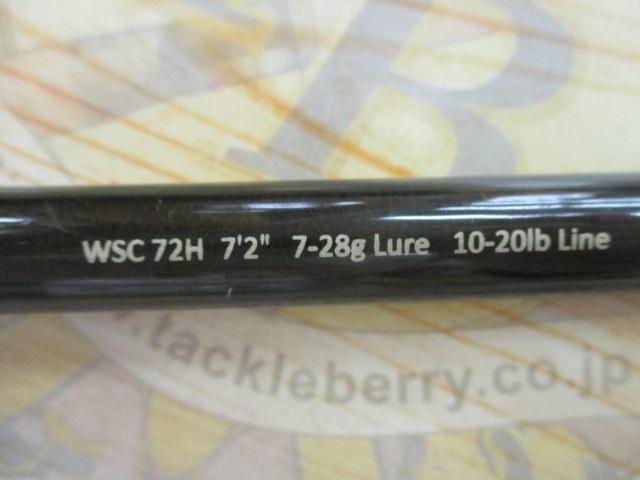 WSC 72H 7'2" 7-28g Lure 10-20lb Line
.tackleberry.co.jp